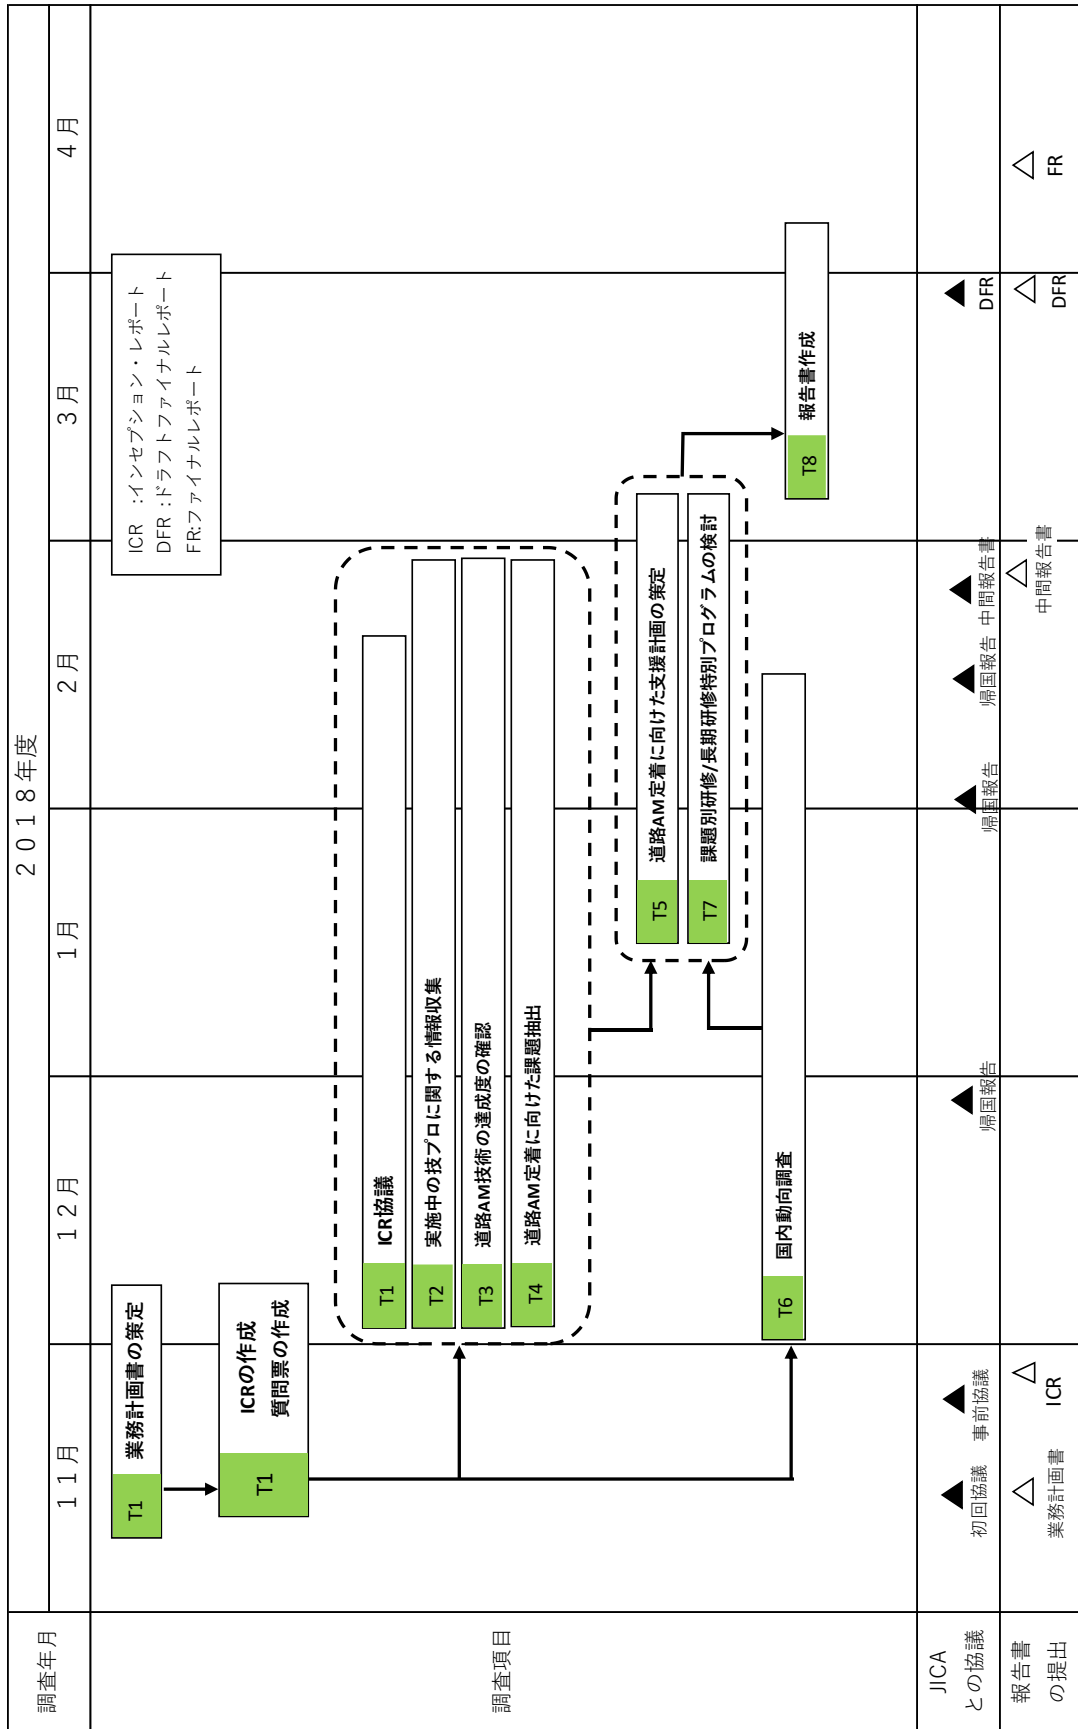 調査年月
２０１８年度
１１月
１２月
１月
２月
３月
４月
調査項目
T1
業務計画書の策定
ICR ：インセプション・レポート
DFR ：ドラフトファイナルレポート
FR:ファイナルレポート
T1
ICRの作成
質問票の作成
T1
ICR協議
T2
実施中の技プロに関する情報収集
T3
道路AM技術の達成度の確認
T4
道路AM定着に向けた課題抽出
T5
道路AM定着に向けた支援計画の策定
T7
課題別研修/長期研修特別プログラムの検討
T6
国内動向調査
T8
報告書作成
JICA
との協議
初回協議
事前協議
帰国報告
帰国報告
帰国報告
中間報告書
DFR
報告書
の提出
業務計画書
ICR
中間報告書
DFR
FR